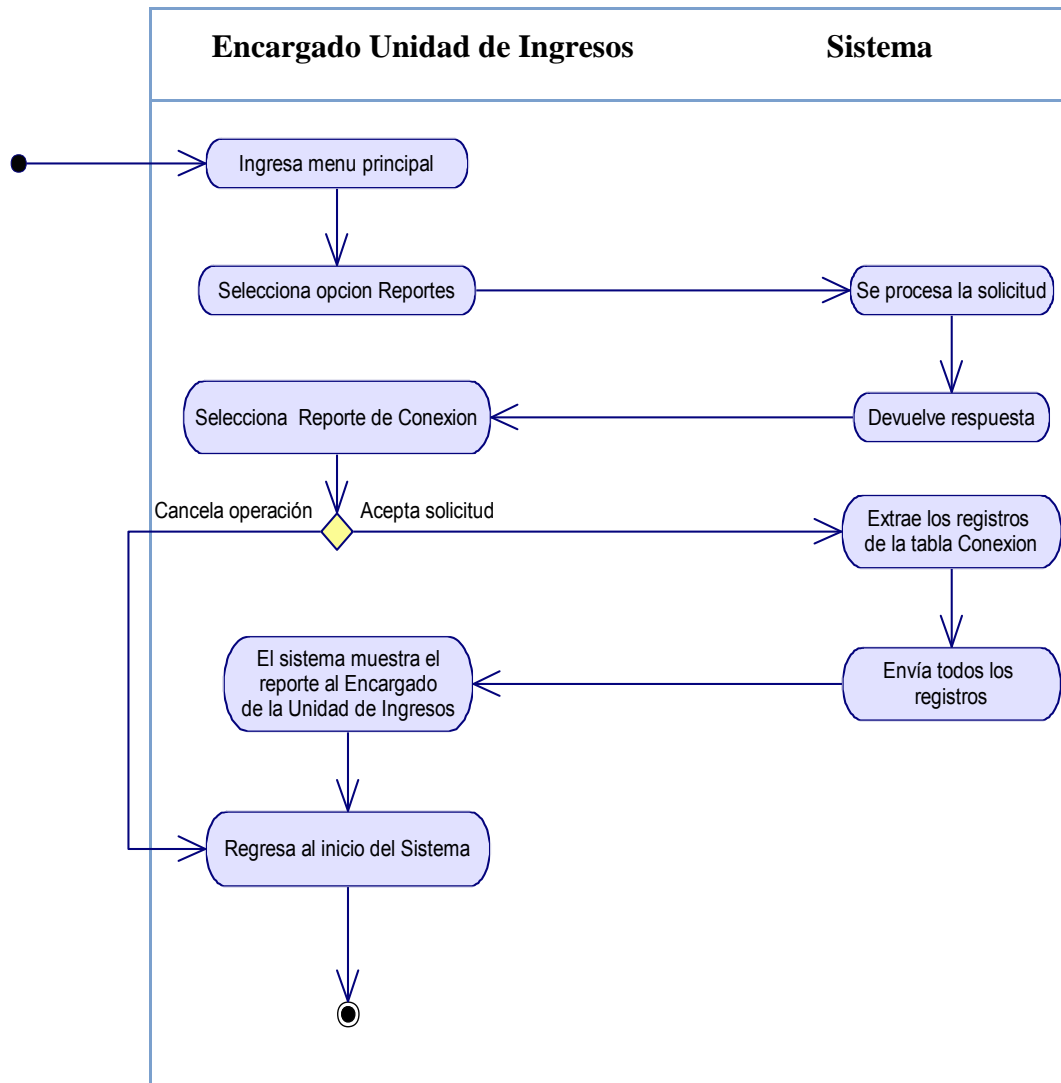 Encargado Unidad de Ingresos
Sistema
Ingresa menu principal
Selecciona opcion Reportes
Se procesa la solicitud
Selecciona Reporte de Conexion
Devuelve respuesta
Cancela operación
Acepta solicitud
Extrae los registros
de la tabla Conexion
El sistema muestra el
reporte al Encargado
de la Unidad de Ingresos
Envía todos los
registros
Regresa al inicio del Sistema